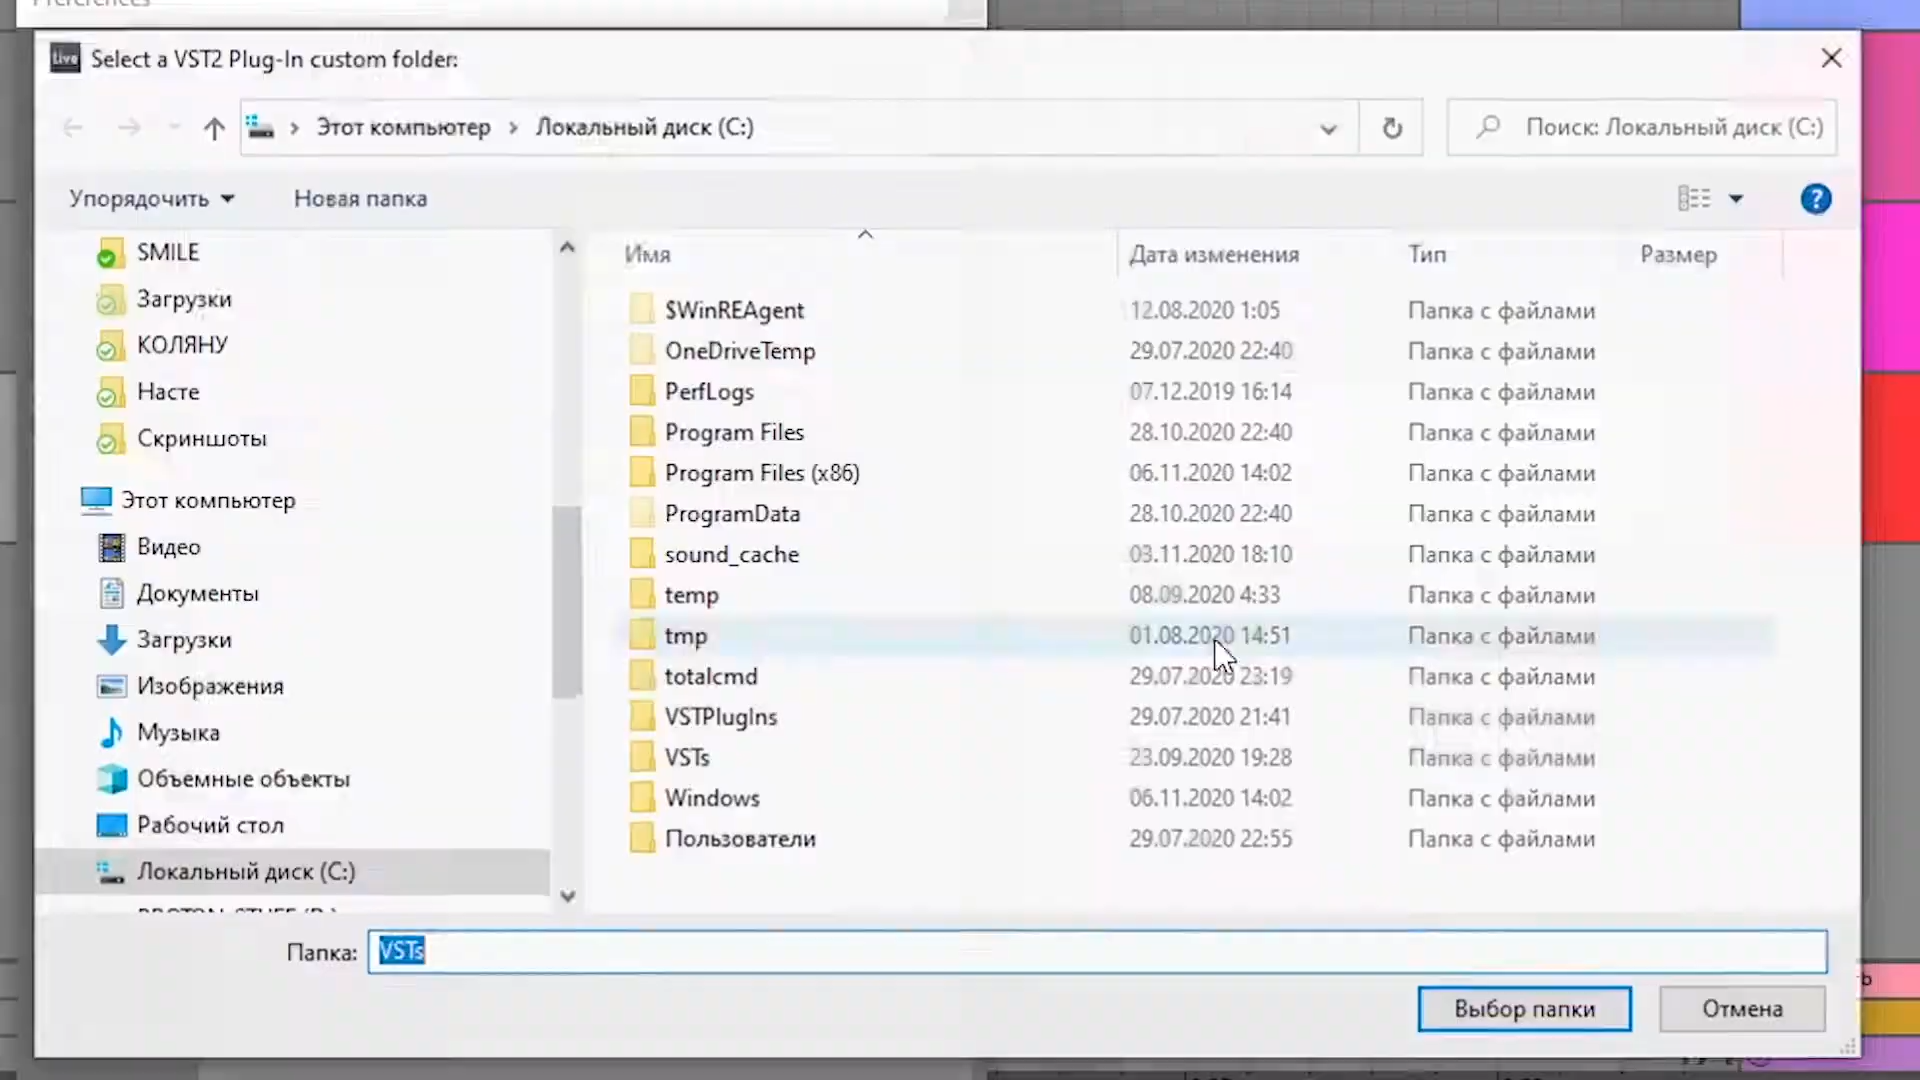 Preferences
Live Select a VST2 Plug-In custom folder:
Этот компьютер Локальный диск (C:) Поиск: Локальный диск (C:)
Упорядочить Новая папка ?
Имя Дата изменения Тип Размер
SMILE
Загрузки
КОЛЯНУ
Насте
Скриншоты
Этот компьютер
Видео
Документы
Загрузки
Изображения
Музыка
Объемные объекты
Рабочий стол
Локальный диск (C:)
$WinREAgent 12.08.2020 1:05 Папка с файлами
OneDriveTemp 29.07.2020 22:40 Папка с файлами
PerfLogs 07.12.2019 16:14 Папка с файлами
Program Files 28.10.2020 22:40 Папка с файлами
Program Files (x86) 06.11.2020 14:02 Папка с файлами
ProgramData 28.10.2020 22:40 Папка с файлами
sound_cache 03.11.2020 18:10 Папка с файлами
temp 08.09.2020 4:33 Папка с файлами
tmp 01.08.2020 14:51 Папка с файлами
totalcmd 29.07.2020 23:19 Папка с файлами
VSTPlugIns 29.07.2020 21:41 Папка с файлами
VSTs 23.09.2020 19:28 Папка с файлами
Windows 06.11.2020 14:02 Папка с файлами
Пользователи 29.07.2020 22:55 Папка с файлами
Папка: VSTs
Выбор папки Отмена